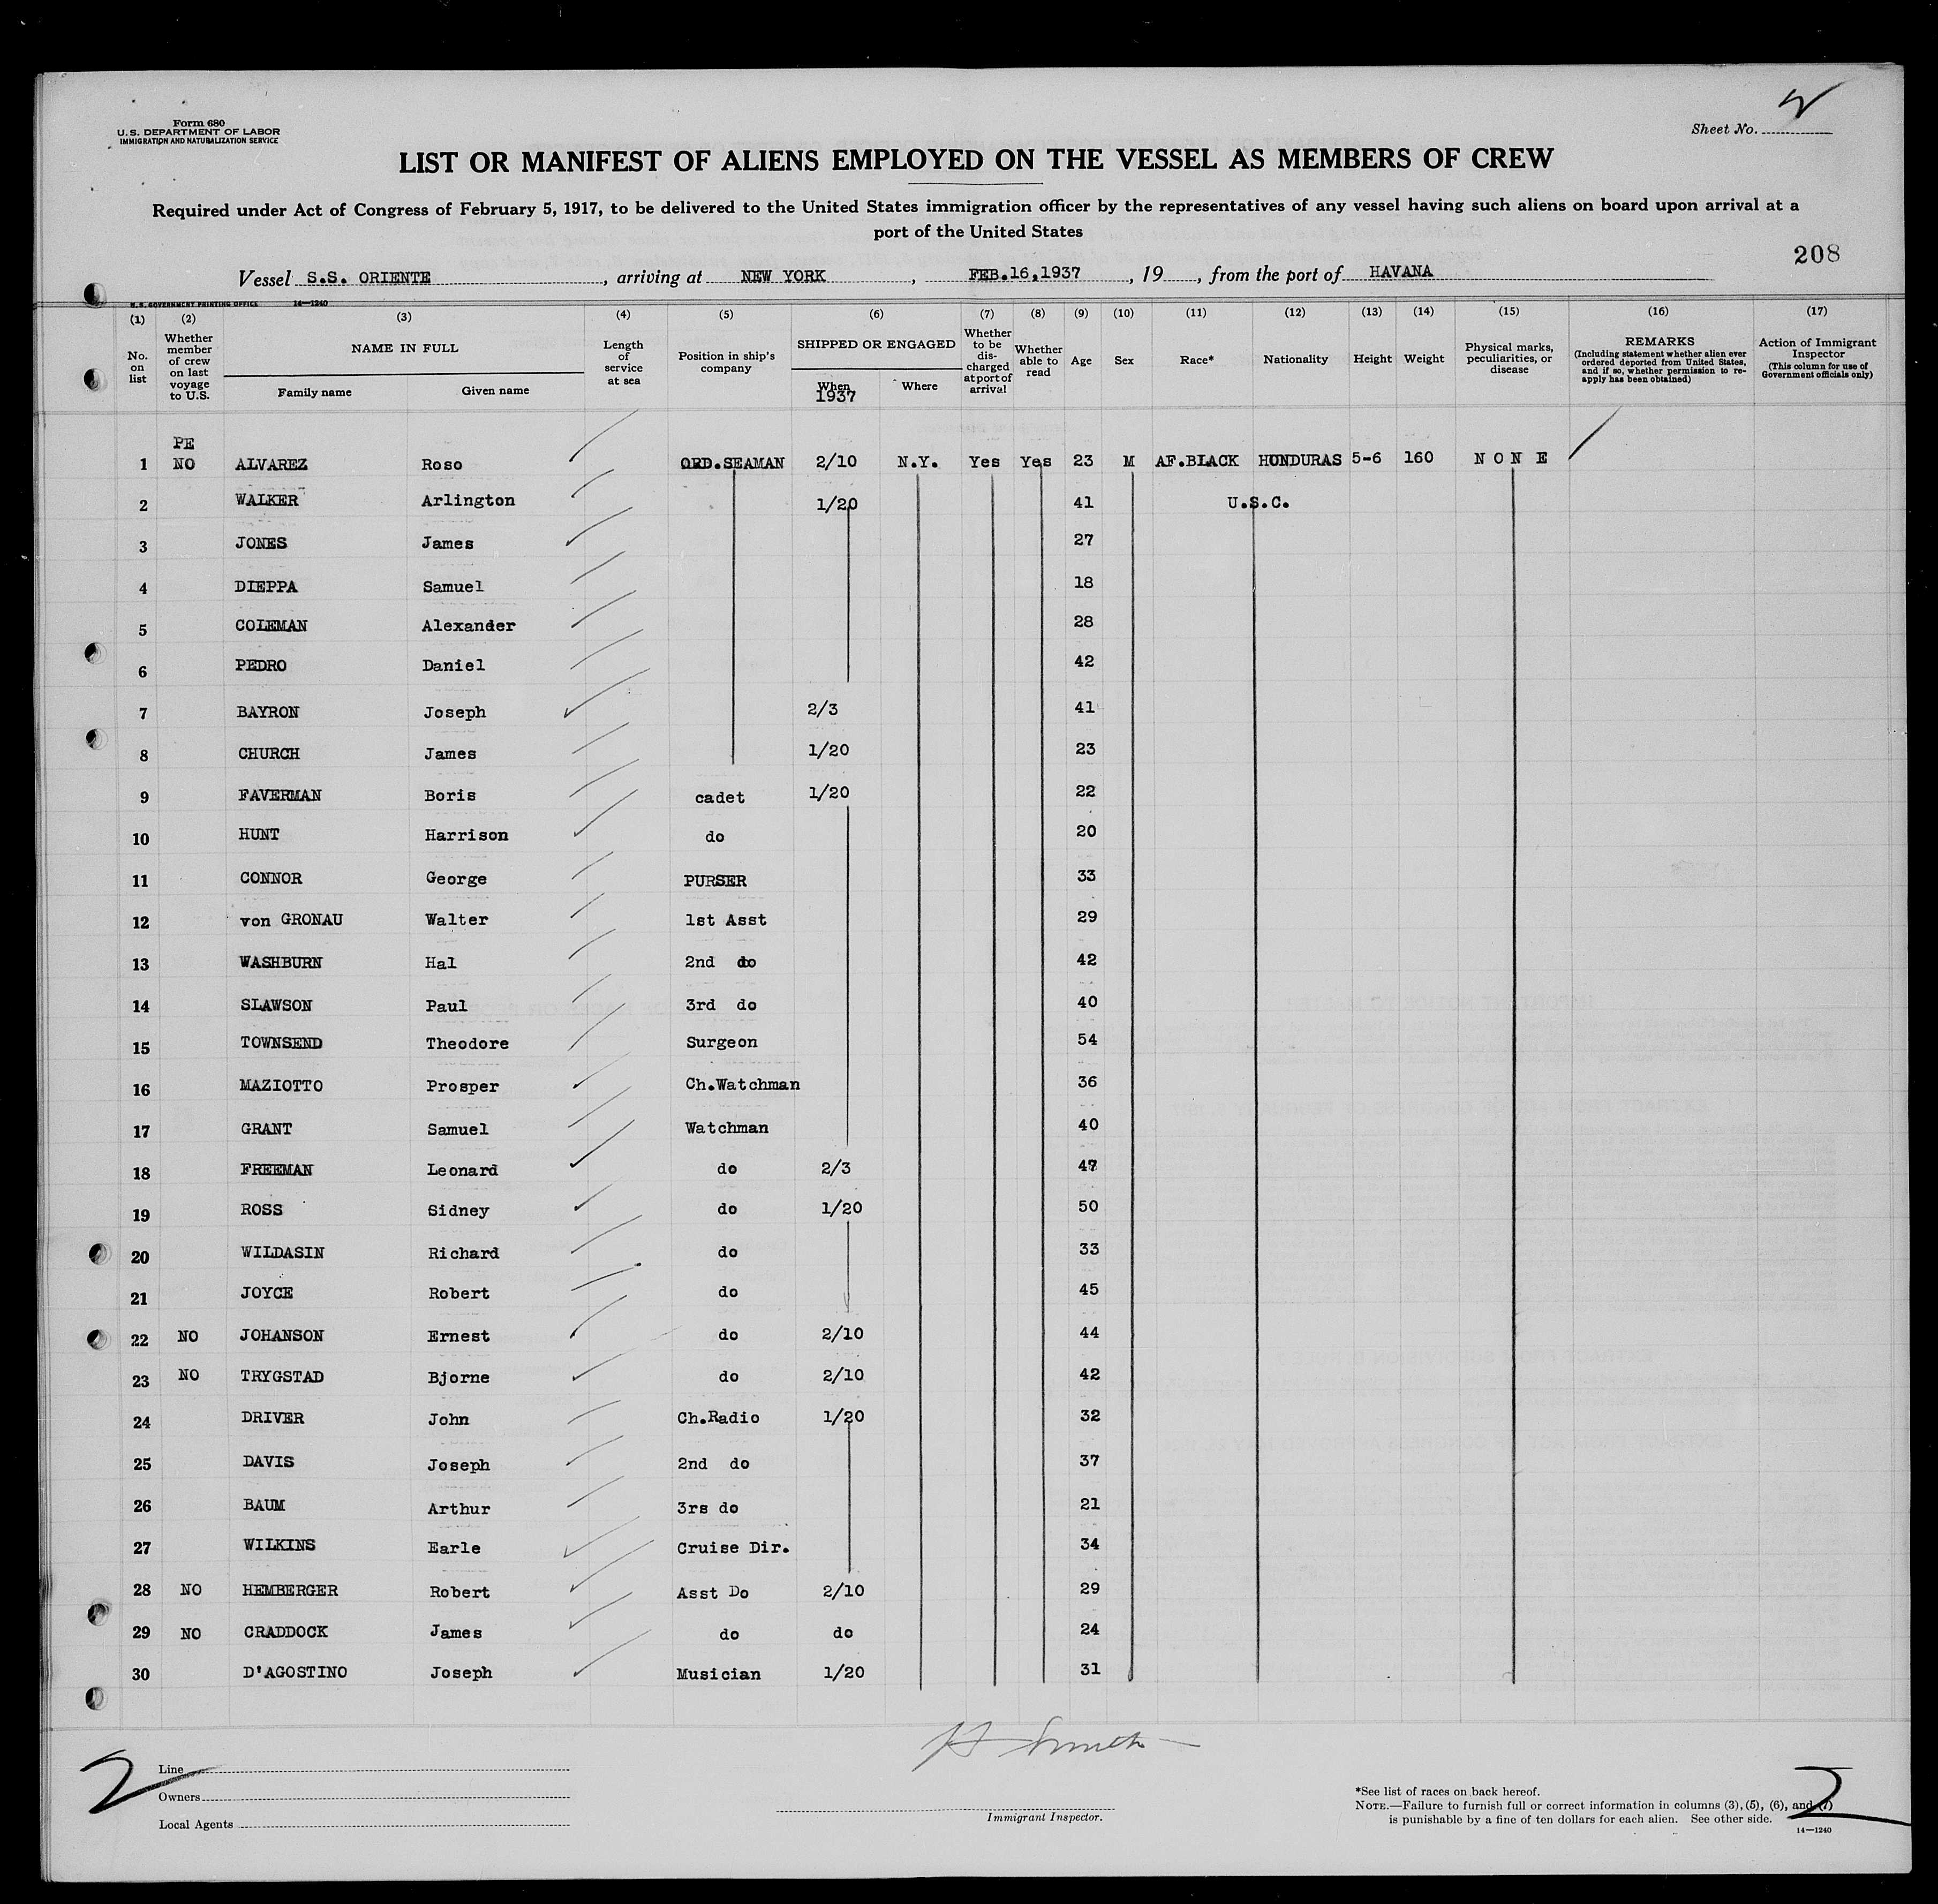 Form 680
U.S. DEPARTMENT OF LABOR
IMMIGRATION AND NATURALIZATION SERVICE
Sheet No. 2
LIST OR MANIFEST OF ALIENS EMPLOYED ON THE VESSEL AS MEMBERS OF CREW
Required under Act of Congress of February 5, 1917, to be delivered to the United States immigration officer by the representatives of any vessel having such aliens on board upon arrival at a
port of the United States
208
Vessel S.S. ORIENTE, arriving at NEW YORK, FEB.16,1937, 19, from the port of HAVANA
U.S. GOVERNMENT PRINTING OFFICE 14—1240
(1) (2) (3) (4) (5) (6) (7) (8) (9) (10) (11) (12) (13) (14) (15) (16) (17)
No. on list
Whether member of crew on last voyage to U.S.
NAME IN FULL
Family name
Given name
Length of service at sea
Position in ship's company
SHIPPED OR ENGAGED
When
1937
Where
Whether to be discharged at port of arrival
Whether able to read
Age
Sex
Race*
Nationality
Height
Weight
Physical marks, peculiarities, or disease
REMARKS
(Including statement whether alien ever ordered deported from United States, and if so, whether permission to re-apply has been obtained)
Action of Immigrant Inspector
(This column for use of Government officials only)
PE
1 NO ALVAREZ Roso ORD.SEAMAN 2/10 N.Y. Yes Yes 23 M AF.BLACK HONDURAS 5-6 160 NONE
2 WALKER Arlington 1/20 41 U.S.C.
3 JONES James 27
4 DIEPPA Samuel 18
5 COLEMAN Alexander 28
6 PEDRO Daniel 42
7 BAYRON Joseph 2/3 41
8 CHURCH James 1/20 23
9 FAVERMAN Boris cadet 1/20 22
10 HUNT Harrison do 20
11 CONNOR George PURSER 33
12 von GRONAU Walter 1st Asst 29
13 WASHBURN Hal 2nd do 42
14 SLAWSON Paul 3rd do 40
15 TOWNSEND Theodore Surgeon 54
16 MAZIOTTO Prosper Ch.Watchman 36
17 GRANT Samuel Watchman 40
18 FREEMAN Leonard do 2/3 47
19 ROSS Sidney do 1/20 50
20 WILDASIN Richard do 33
21 JOYCE Robert do 45
22 NO JOHANSON Ernest do 2/10 44
23 NO TRYGSTAD Bjorne do 2/10 42
24 DRIVER John Ch.Radio 1/20 32
25 DAVIS Joseph 2nd do 37
26 BAUM Arthur 3rs do 21
27 WILKINS Earle Cruise Dir. 34
28 NO HEMBERGER Robert Asst Do 2/10 29
29 NO CRADDOCK James do do 24
30 D'AGOSTINO Joseph Musician 1/20 31
H Smith
2
Line
Owners
Local Agents
Immigrant Inspector.
*See list of races on back hereof.
NOTE.—Failure to furnish full or correct information in columns (3), (5), (6), and (7)
is punishable by a fine of ten dollars for each alien. See other side.
2
14—1240